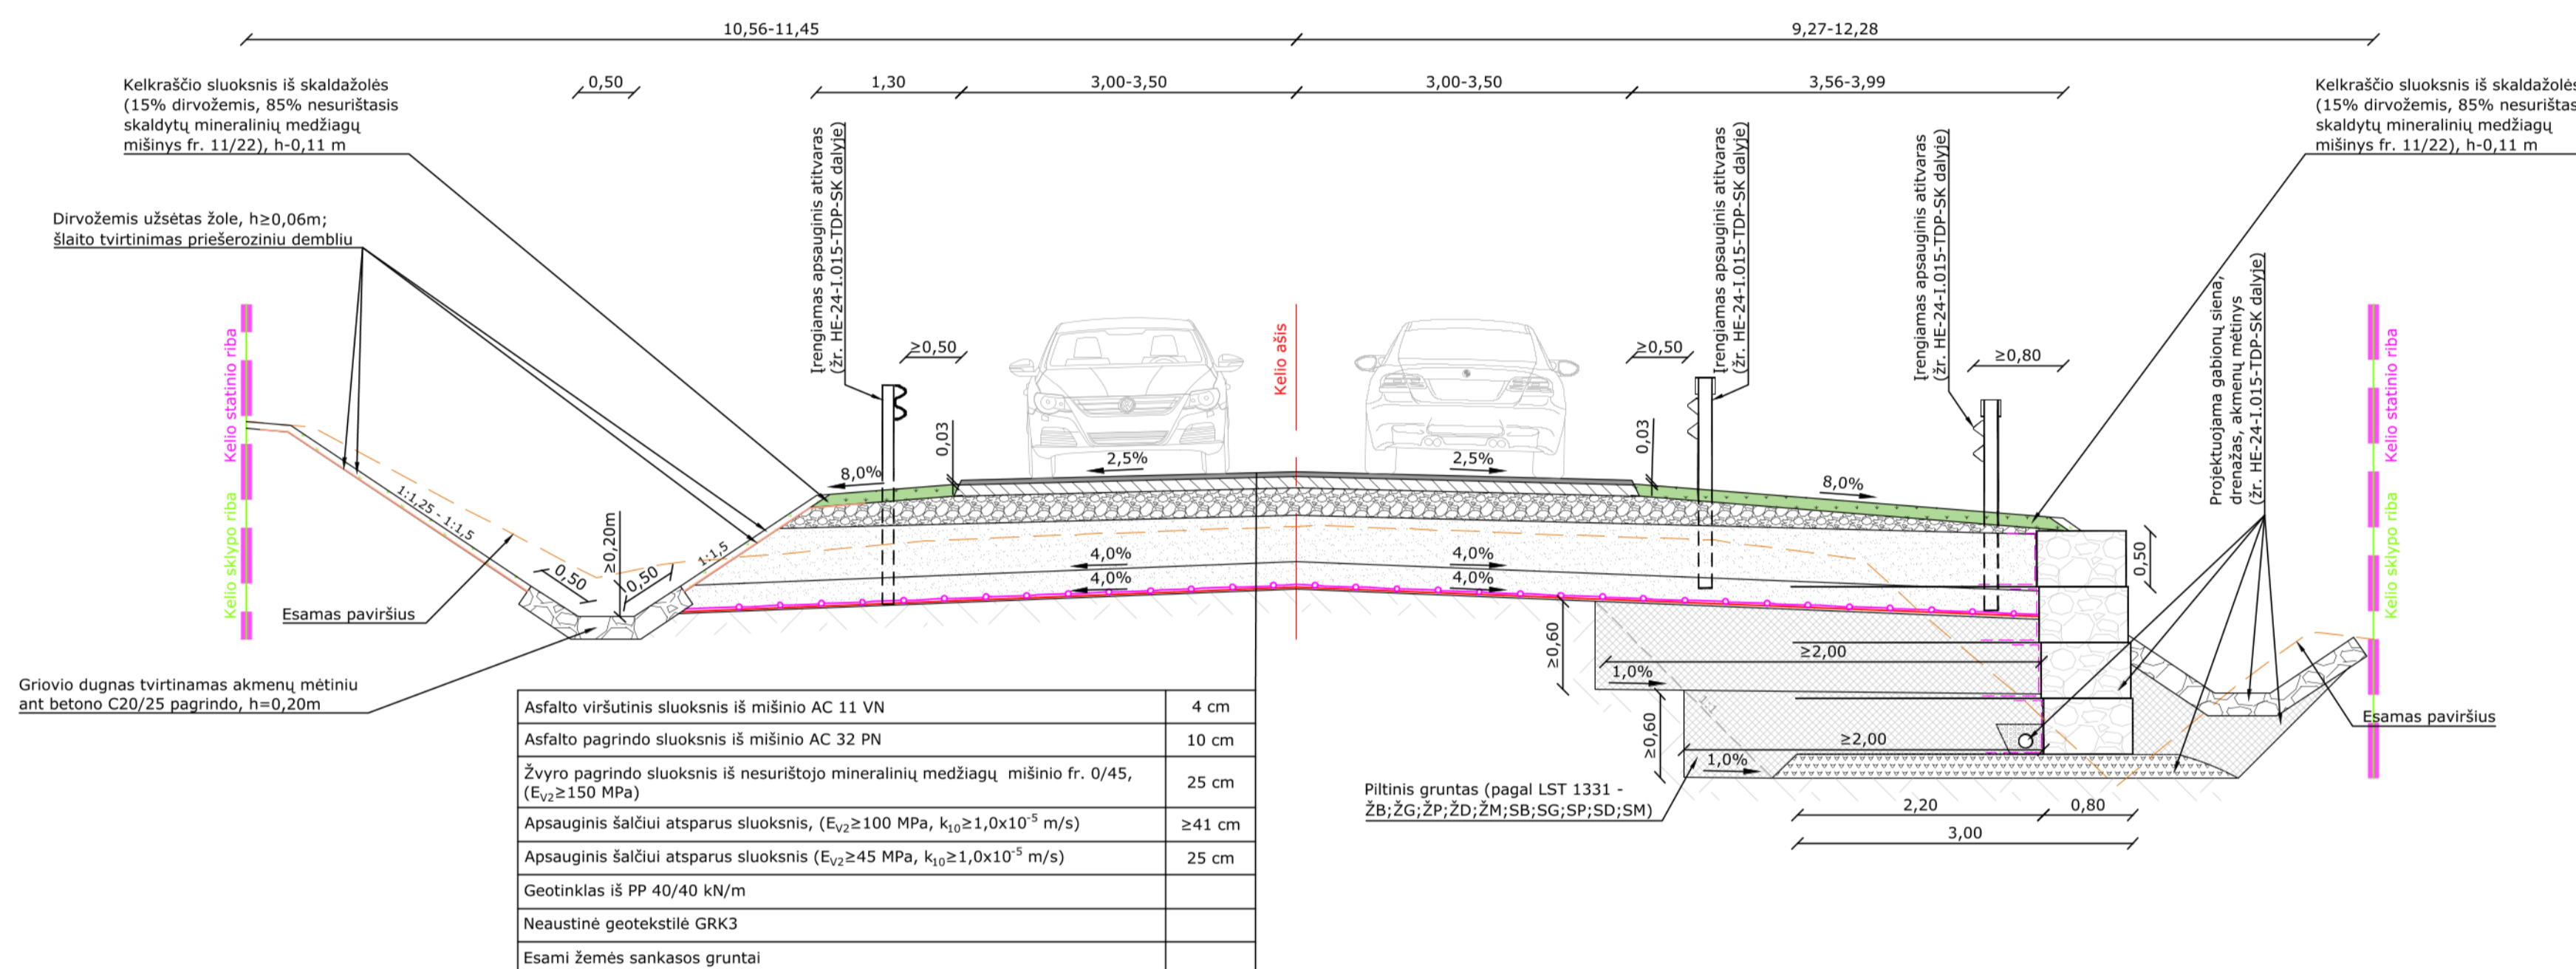 10,56-11,45
9,27-12,28
Kelkraščio sluoksnis iš skaldažolės
(15% dirvožemis, 85% nesurištasis
skaldytų mineralinių medžiagų
mišinys fr. 11/22), h-0,11 m
0,50
1,30
3,00-3,50
3,00-3,50
3,56-3,99
Kelkraščio sluoksnis iš skaldažolės
(15% dirvožemis, 85% nesurištas
skaldytų mineralinių medžiagų
mišinys fr. 11/22), h-0,11 m
Dirvožemis užsėtas žole, h≥0,06m;
šlaito tvirtinimas priešeroziniu dembliu
Įrengiamas apsauginis atitvaras
(žr. HE-24-I.015-TDP-SK dalyje)
Įrengiamas apsauginis atitvaras
(žr. HE-24-I.015-TDP-SK dalyje)
Įrengiamas apsauginis atitvaras
(žr. HE-24-I.015-TDP-SK dalyje)
Projektuojama gabionų siena,
drenažas, akmenų mėtinys
(žr. HE-24-I.015-TDP-SK dalyje)
Kelio statinio riba
Kelio sklypo riba
Kelio ašis
Kelio statinio riba
Kelio sklypo riba
≥0,50
≥0,50
≥0,80
0,03
0,03
8,0%
2,5%
2,5%
8,0%
1:1,25 - 1:1,5
≥0,20m
0,50
0,50
1:1,5
4,0%
4,0%
4,0%
4,0%
0,50
Esamas paviršius
≥0,60
≥2,00
1,0%
1:1
≥0,60
≥2,00
1,0%
Esamas paviršius
Griovio dugnas tvirtinamas akmenų mėtiniu
ant betono C20/25 pagrindo, h=0,20m
Piltinis gruntas (pagal LST 1331 -
ŽB;ŽG;ŽP;ŽD;ŽM;SB;SG;SP;SD;SM)
2,20
0,80
3,00
Asfalto viršutinis sluoksnis iš mišinio AC 11 VN 4 cm
Asfalto pagrindo sluoksnis iš mišinio AC 32 PN 10 cm
Žvyro pagrindo sluoksnis iš nesurištojo mineralinių medžiagų mišinio fr. 0/45,
(EV2≥150 MPa) 25 cm
Apsauginis šalčiui atsparus sluoksnis, (EV2≥100 MPa, k10≥1,0x10-5 m/s) ≥41 cm
Apsauginis šalčiui atsparus sluoksnis (EV2≥45 MPa, k10≥1,0x10-5 m/s) 25 cm
Geotinklas iš PP 40/40 kN/m
Neaustinė geotekstilė GRK3
Esami žemės sankasos gruntai